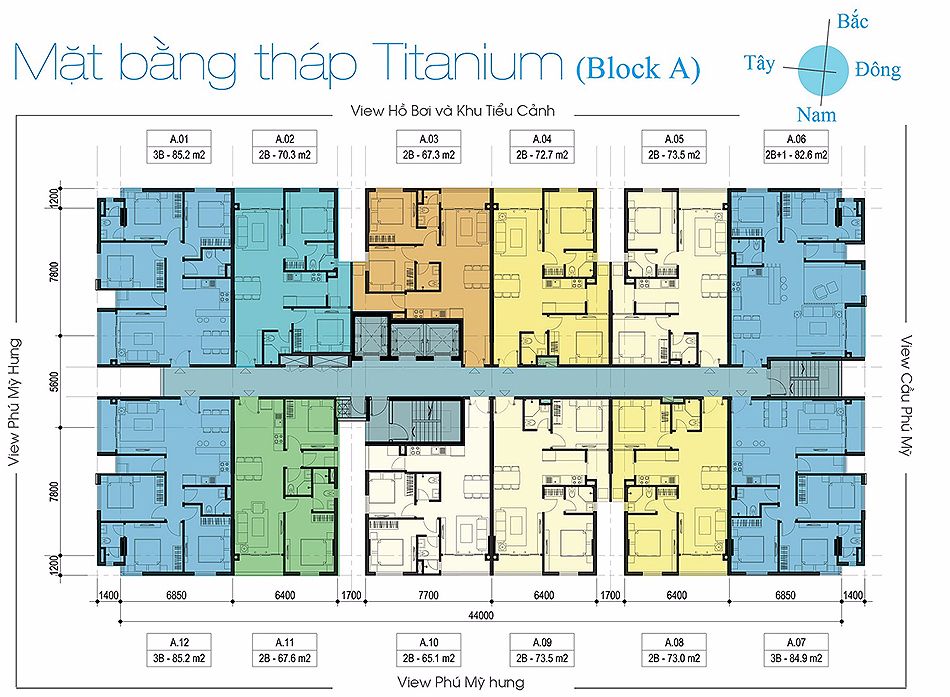 Mặt bằng tháp Titanium (Block A)
Bắc
Tây
Đông
Nam
View Hồ Bơi và Khu Tiểu Cảnh
A.01
3B - 85.2 m2
A.02
2B - 70.3 m2
A.03
2B - 67.3 m2
A.04
2B - 72.7 m2
A.05
2B - 73.5 m2
A.06
2B+1 - 82.6 m2
1200
7800
5600
7800
1200
View Phú Mỹ Hung
View Cầu Phú Mỹ
1400
6850
6400
1700
7700
6400
1700
6400
6850
1400
44000
A.12
3B - 85.2 m2
A.11
2B - 67.6 m2
A.10
2B - 65.1 m2
A.09
2B - 73.5 m2
A.08
2B - 73.0 m2
A.07
3B - 84.9 m2
View Phú Mỹ hung